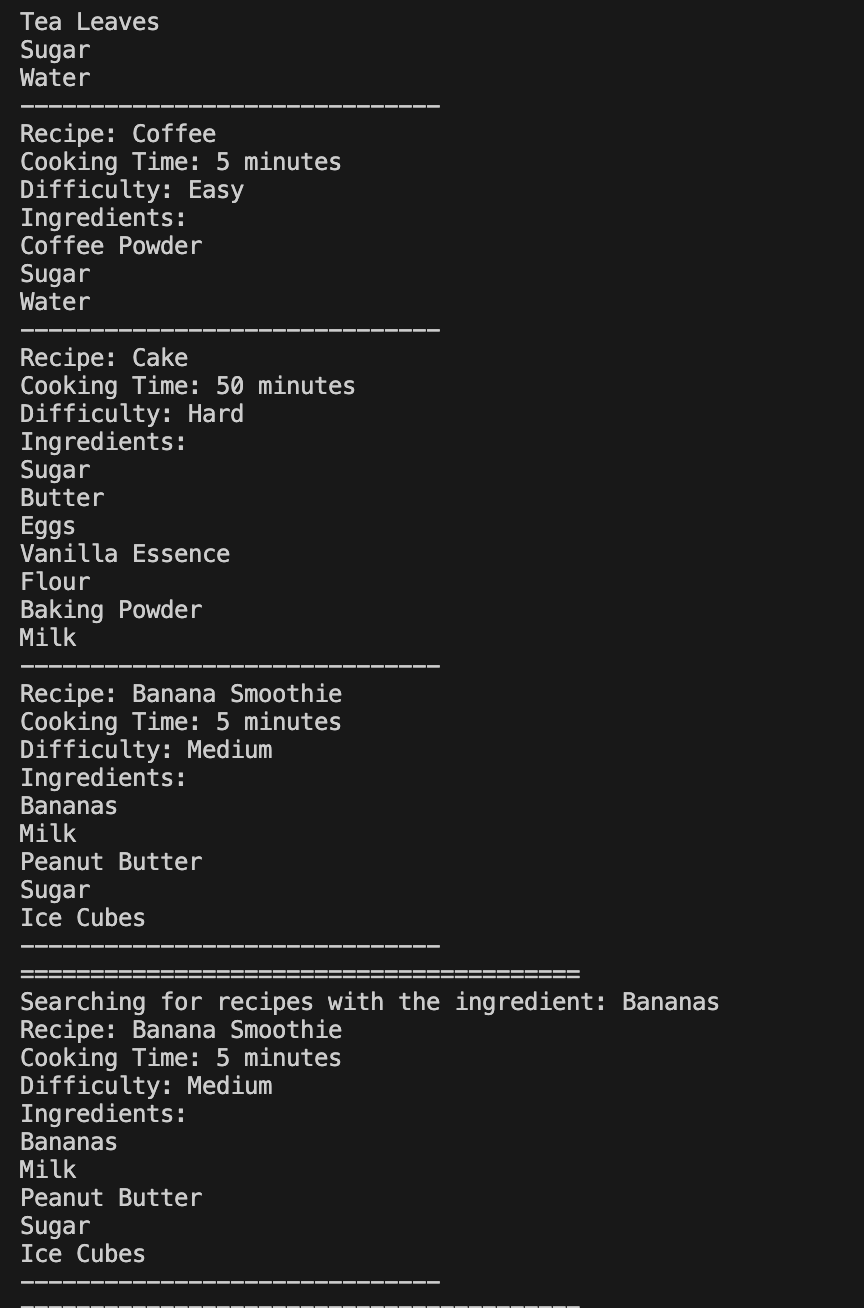 Tea Leaves
Sugar
Water
------------------------------
Recipe: Coffee
Cooking Time: 5 minutes
Difficulty: Easy
Ingredients:
Coffee Powder
Sugar
Water
------------------------------
Recipe: Cake
Cooking Time: 50 minutes
Difficulty: Hard
Ingredients:
Sugar
Butter
Eggs
Vanilla Essence
Flour
Baking Powder
Milk
------------------------------
Recipe: Banana Smoothie
Cooking Time: 5 minutes
Difficulty: Medium
Ingredients:
Bananas
Milk
Peanut Butter
Sugar
Ice Cubes
------------------------------
========================================
Searching for recipes with the ingredient: Bananas
Recipe: Banana Smoothie
Cooking Time: 5 minutes
Difficulty: Medium
Ingredients:
Bananas
Milk
Peanut Butter
Sugar
Ice Cubes
------------------------------
========================================